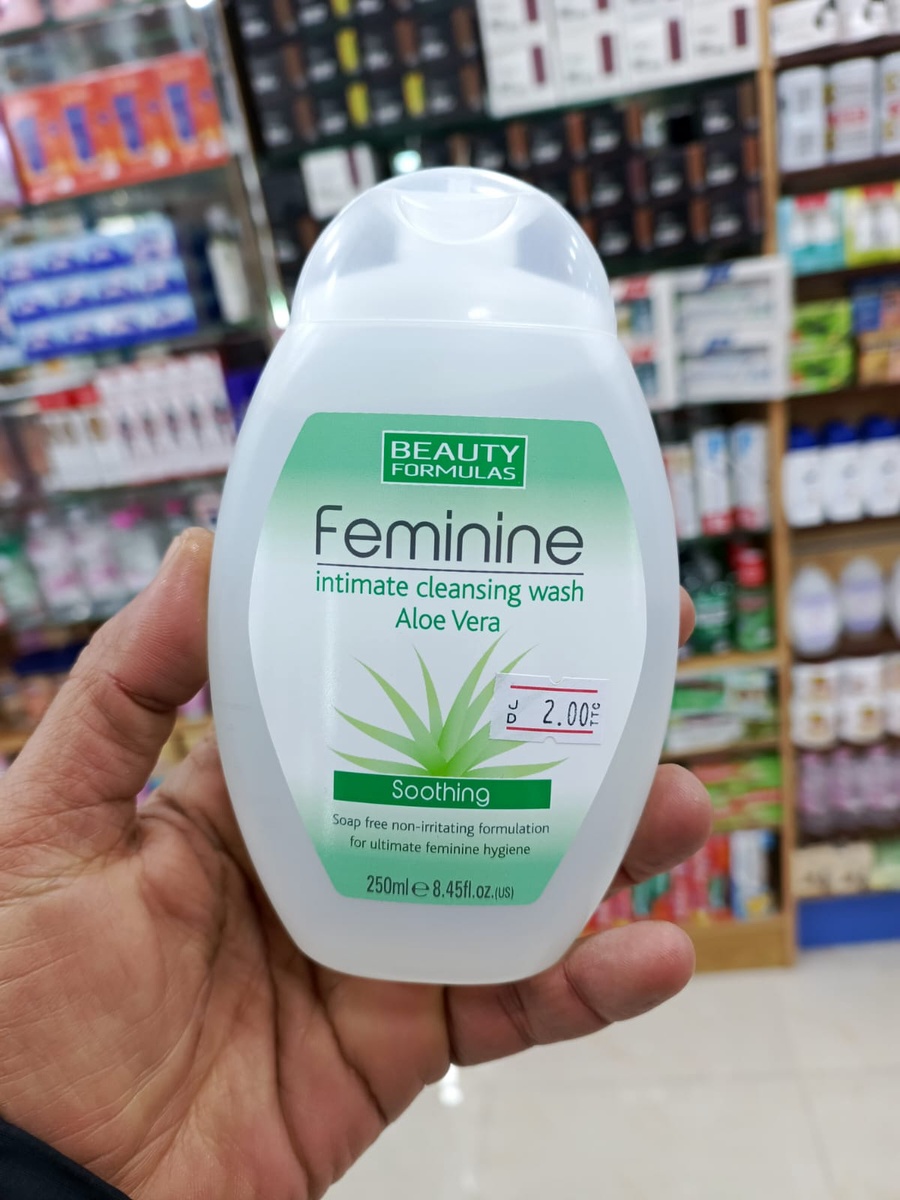 BEAUTY
FORMULAS
Feminine
intimate cleansing wash
Aloe Vera
JD 2.00 TTC
Soothing
Soap free non-irritating formulation
for ultimate feminine hygiene
250ml ℮ 8.45fl.oz.(US)